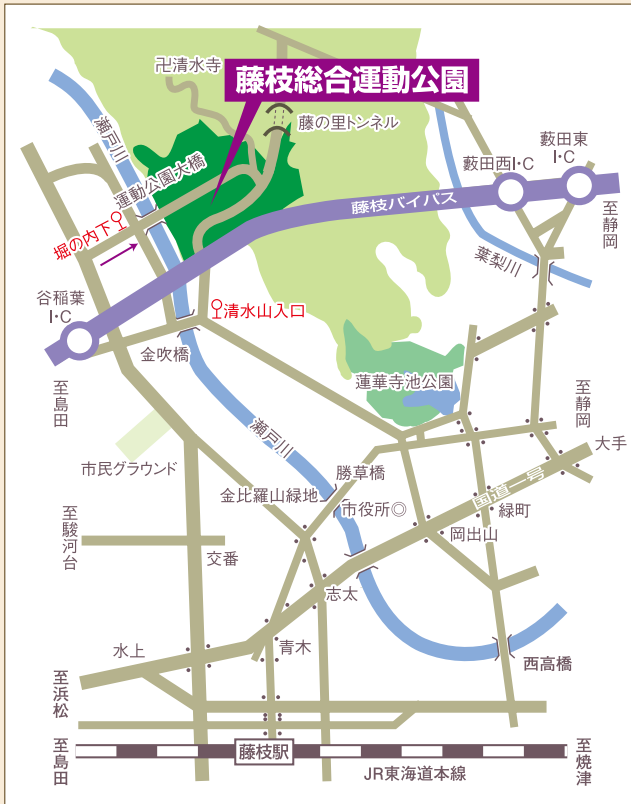 卍清水寺
藤枝総合運動公園
藤の里トンネル
瀬戸川
運動公園大橋
堀の内下
藪田西I・C
藪田東
I・C
藤枝バイパス
至静岡
葉梨川
谷稲葉
I・C
清水山入口
金吹橋
至島田
蓮華寺池公園
至静岡
大手
市民グラウンド
瀬戸川
勝草橋
金比羅山緑地
市役所◎
国道一号
緑町
岡出山
至駿河台
交番
志太
青木
水上
西高橋
至浜松
至島田
藤枝駅
JR東海道本線
至焼津